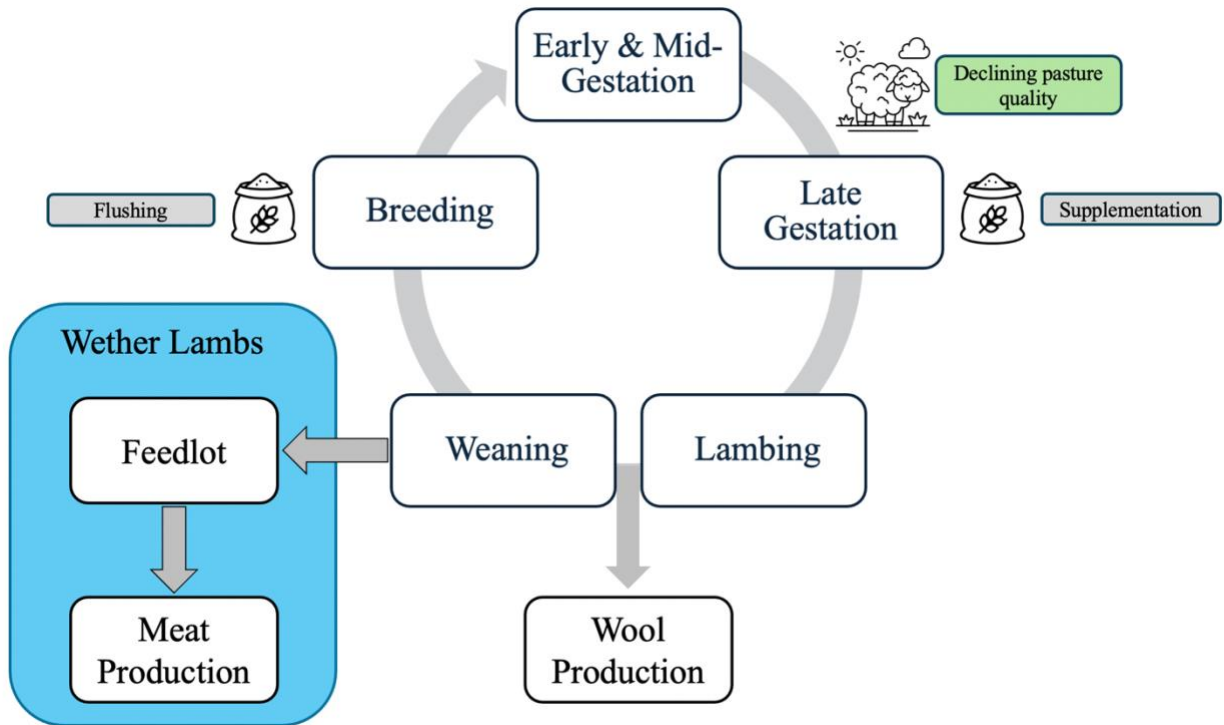 Early & Mid-
Gestation
Declining pasture
quality
Flushing
Breeding
Late
Gestation
Supplementation
Wether Lambs
Feedlot
Weaning
Lambing
Meat
Production
Wool
Production